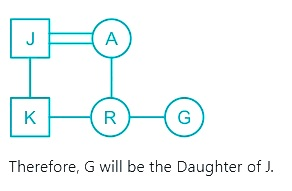 J A
K R G
Therefore, G will be the Daughter of J.